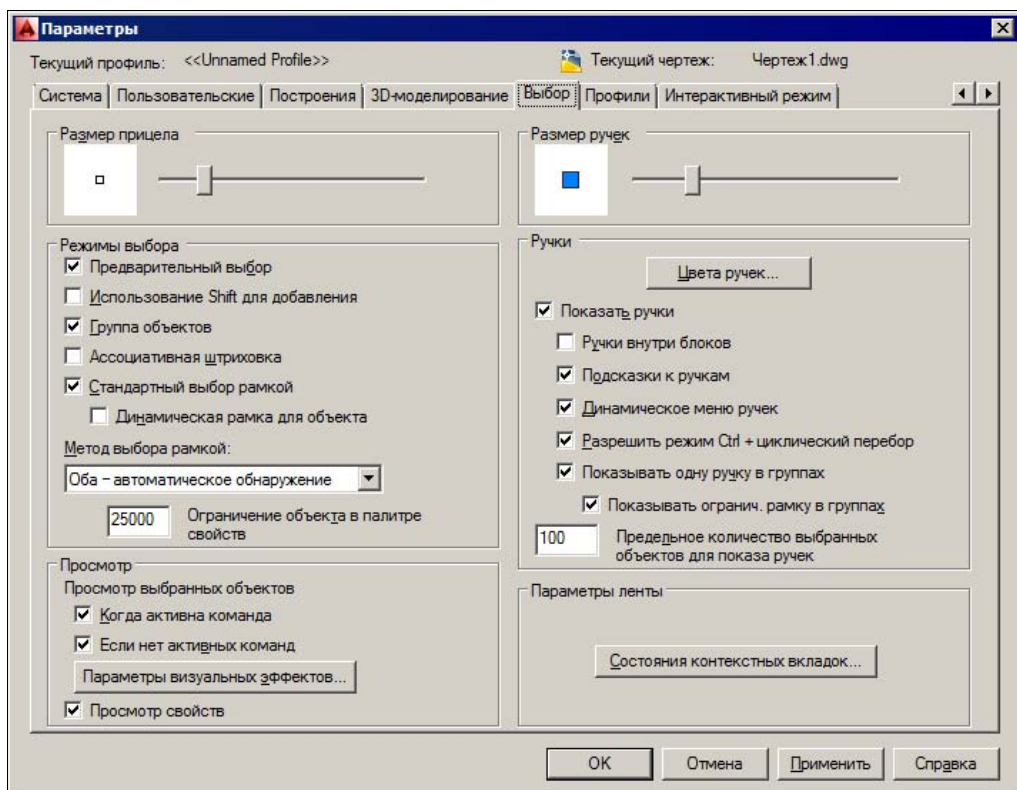 Параметры
Текущий профиль: <<Unnamed Profile>> Текущий чертеж: Чертеж1.dwg
Система Пользовательские Построения 3D-моделирование Выбор Профили Интерактивный режим
Размер прицела
Режимы выбора
Предварительный выбор
Использование Shift для добавления
Группа объектов
Ассоциативная штриховка
Стандартный выбор рамкой
Динамическая рамка для объекта
Метод выбора рамкой:
Оба – автоматическое обнаружение
25000 Ограничение объекта в палитре
свойств
Просмотр
Просмотр выбранных объектов
Когда активна команда
Если нет активных команд
Параметры визуальных эффектов...
Просмотр свойств
Размер ручек
Ручки
Цвета ручек...
Показать ручки
Ручки внутри блоков
Подсказки к ручкам
Динамическое меню ручек
Разрешить режим Ctrl + циклический перебор
Показывать одну ручку в группах
Показывать огранич. рамку в группах
100 Предельное количество выбранных
объектов для показа ручек
Параметры ленты
Состояния контекстных вкладок...
OK Отмена Применить Справка